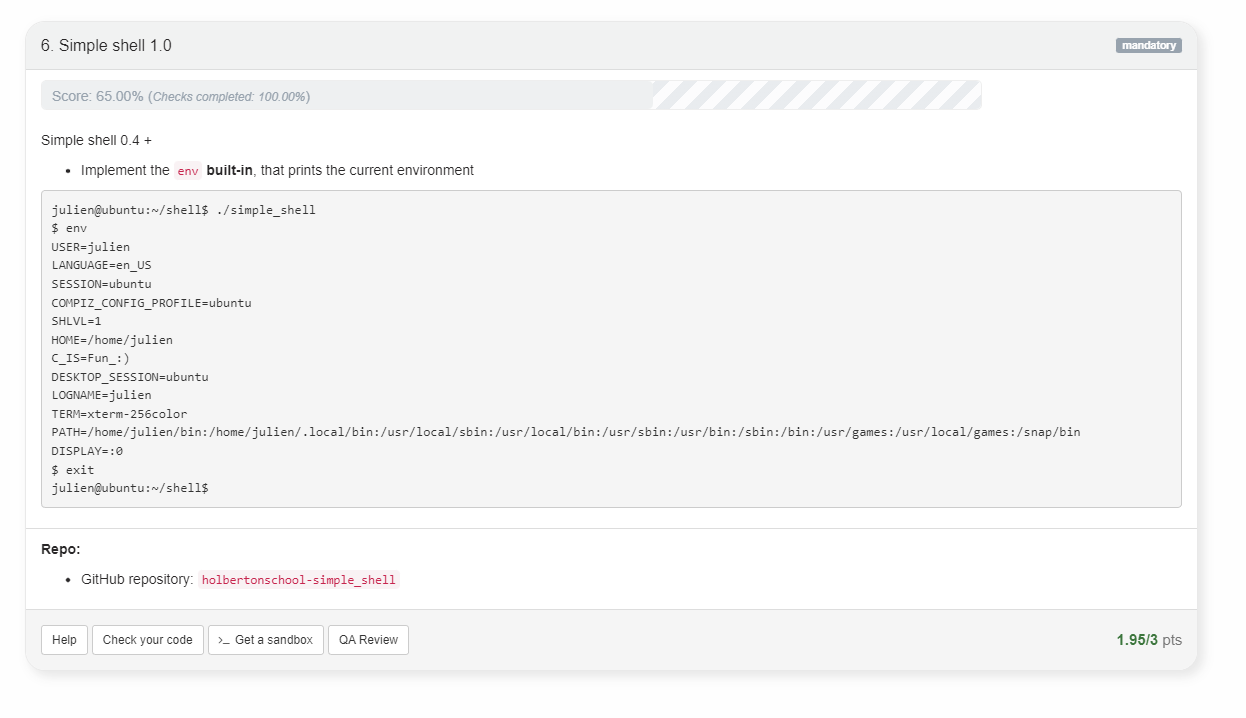 6. Simple shell 1.0
mandatory
Score: 65.00% (Checks completed: 100.00%)
Simple shell 0.4 +
• Implement the env built-in, that prints the current environment
julien@ubuntu:~/shell$ ./simple_shell
$ env
USER=julien
LANGUAGE=en_US
SESSION=ubuntu
COMPIZ_CONFIG_PROFILE=ubuntu
SHLVL=1
HOME=/home/julien
C_IS=Fun_:)
DESKTOP_SESSION=ubuntu
LOGNAME=julien
TERM=xterm-256color
PATH=/home/julien/bin:/home/julien/.local/bin:/usr/local/sbin:/usr/local/bin:/usr/sbin:/usr/bin:/sbin:/bin:/usr/games:/usr/local/games:/snap/bin
DISPLAY=:0
$ exit
julien@ubuntu:~/shell$
Repo:
• GitHub repository: holbertonschool-simple_shell
Help
Check your code
>_ Get a sandbox
QA Review
1.95/3 pts